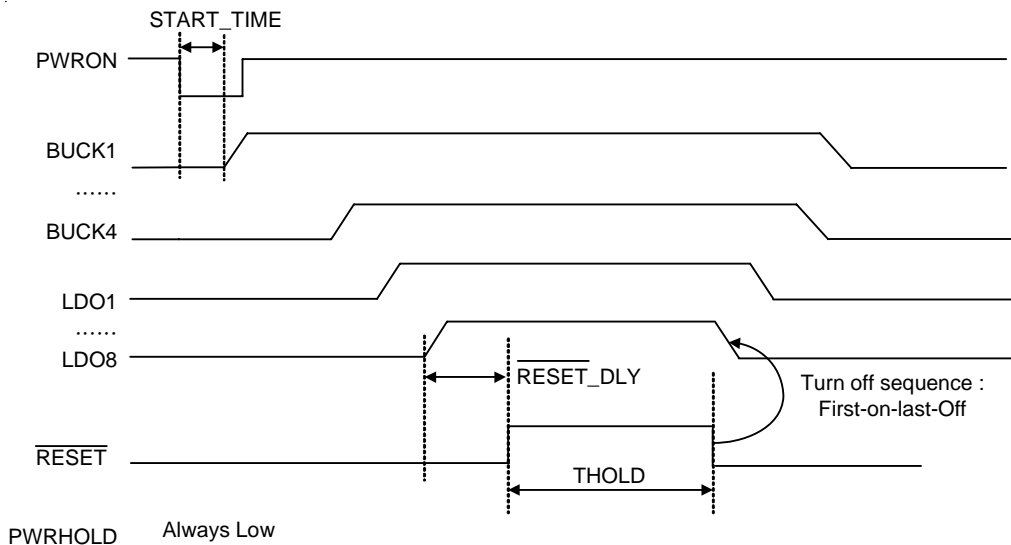 START_TIME
PWRON
BUCK1
……
BUCK4
LDO1
……
LDO8
RESET_DLY
Turn off sequence :
First-on-last-Off
RESET
THOLD
PWRHOLD Always Low